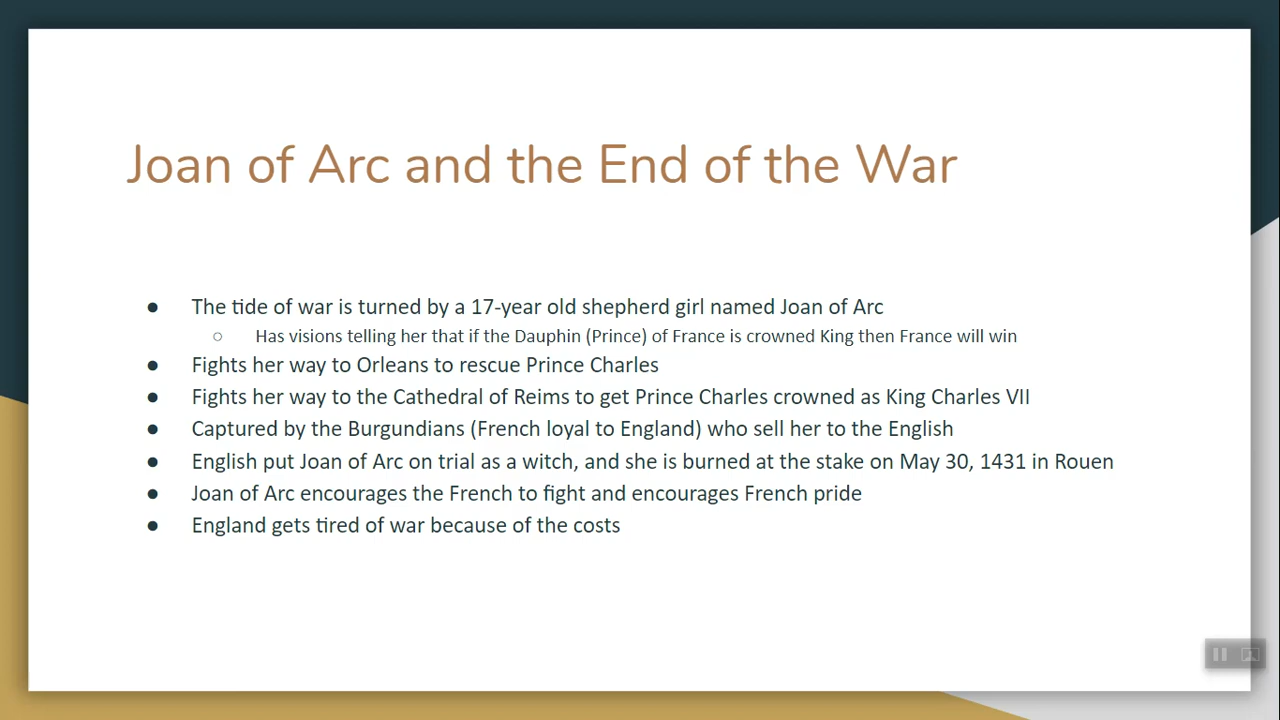 Joan of Arc and the End of the War
● The tide of war is turned by a 17-year old shepherd girl named Joan of Arc
○ Has visions telling her that if the Dauphin (Prince) of France is crowned King then France will win
● Fights her way to Orleans to rescue Prince Charles
● Fights her way to the Cathedral of Reims to get Prince Charles crowned as King Charles VII
● Captured by the Burgundians (French loyal to England) who sell her to the English
● English put Joan of Arc on trial as a witch, and she is burned at the stake on May 30, 1431 in Rouen
● Joan of Arc encourages the French to fight and encourages French pride
● England gets tired of war because of the costs